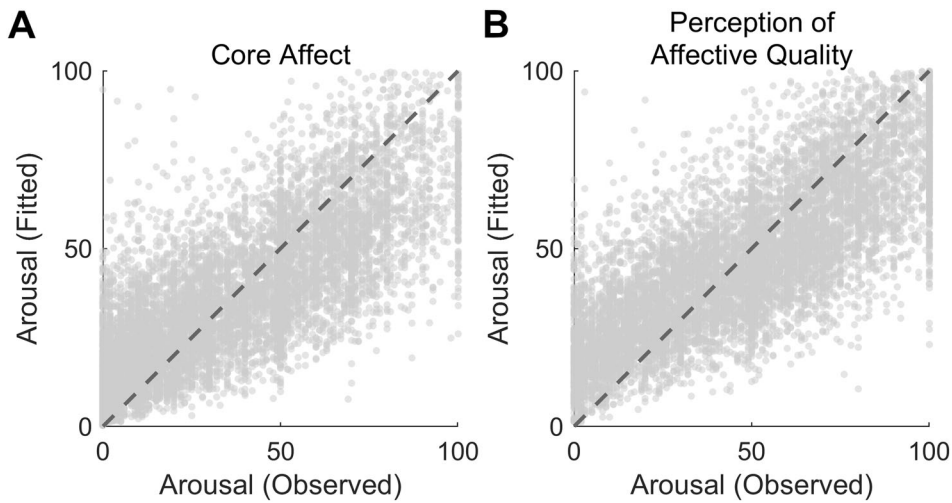 A
Core Affect
100
50
0
0
50
100
Arousal (Fitted)
Arousal (Observed)
B
Perception of
Affective Quality
100
50
0
0
50
100
Arousal (Fitted)
Arousal (Observed)